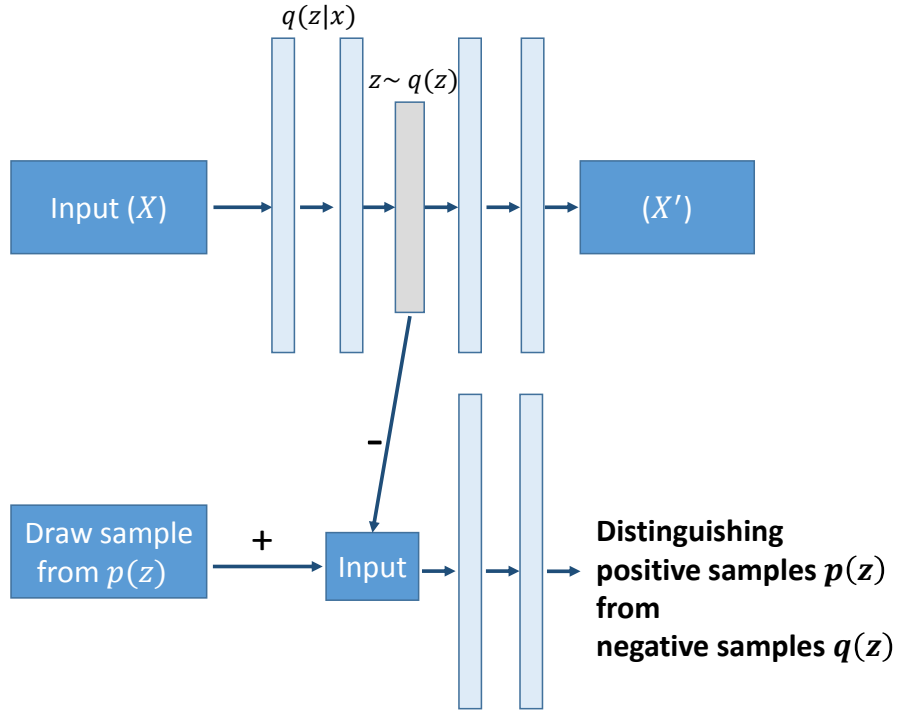 q(z|x)
z~ q(z)
Input (X)
(X′)
-
Draw sample
from p(z)
+
Input
Distinguishing
positive samples p(z)
from
negative samples q(z)